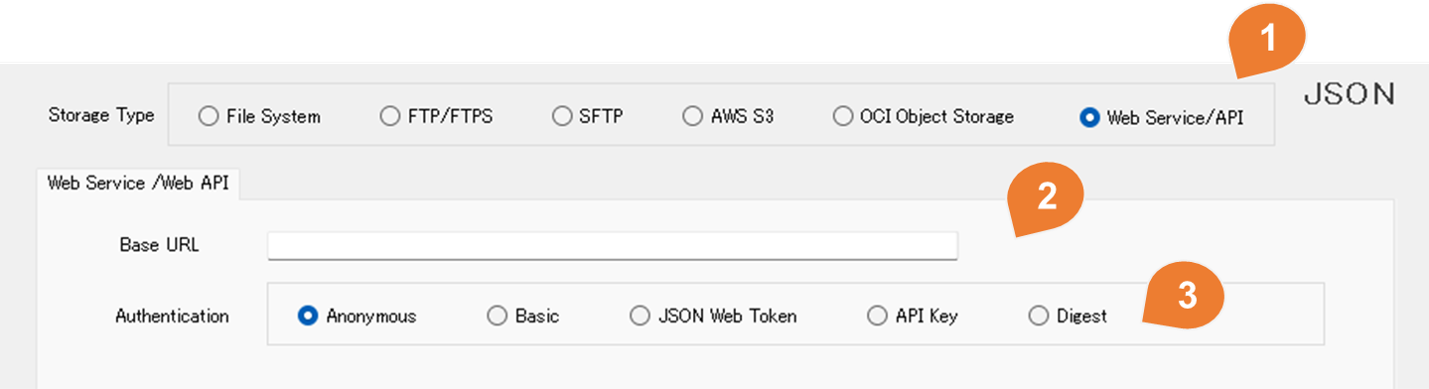 1
JSON
Storage Type File System FTP/FTPS SFTP AWS S3 OCI Object Storage Web Service/API
Web Service /Web API
2
Base URL
3
Authentication Anonymous Basic JSON Web Token API Key Digest